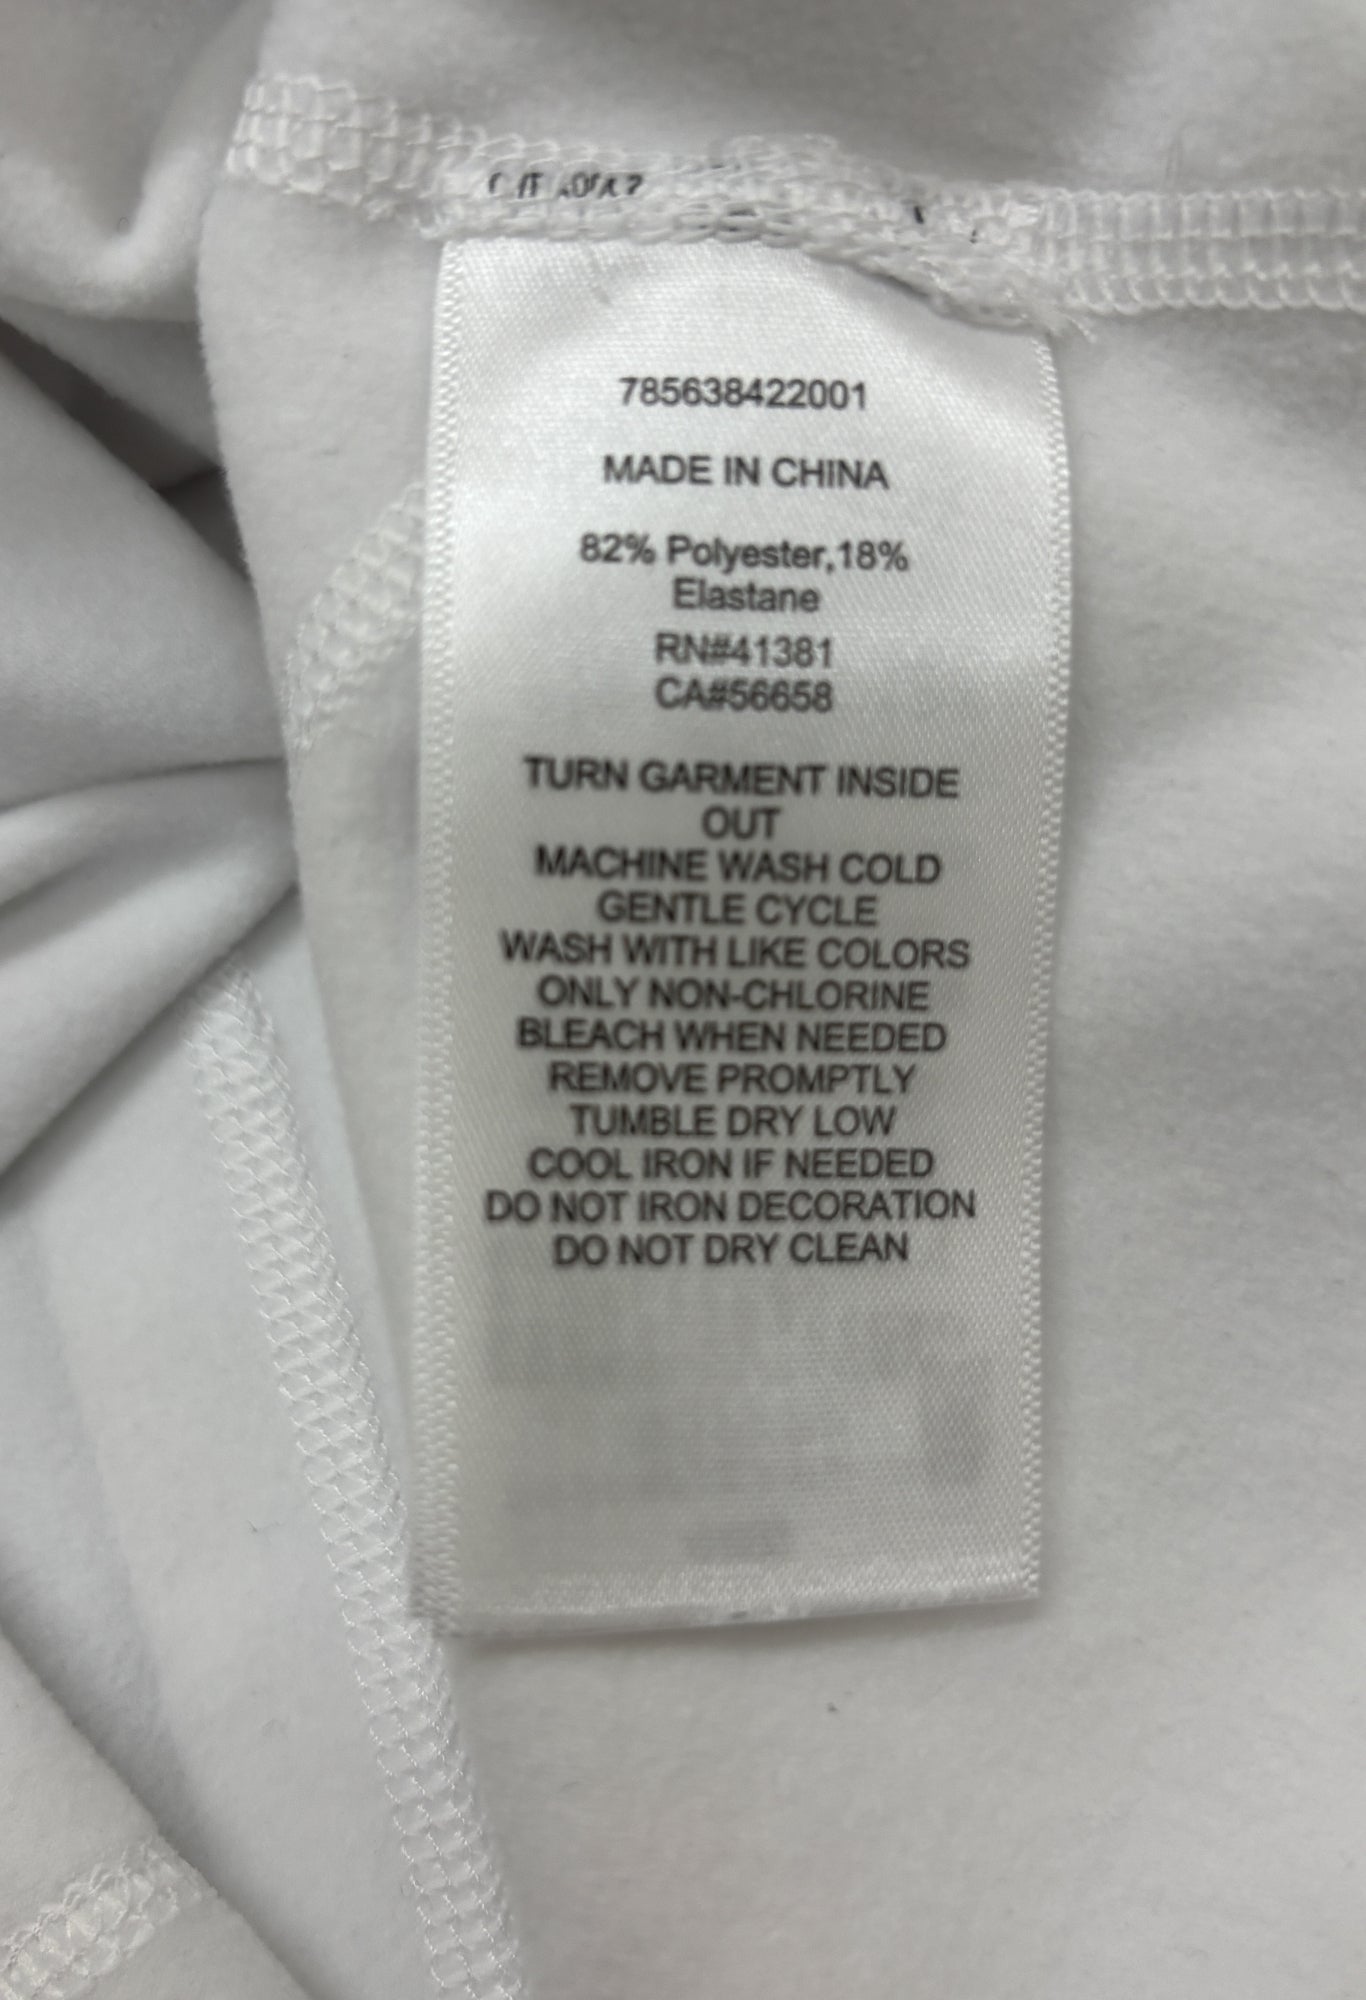 785638422001
MADE IN CHINA
82% Polyester,18%
Elastane
RN#41381
CA#56658
TURN GARMENT INSIDE
OUT
MACHINE WASH COLD
GENTLE CYCLE
WASH WITH LIKE COLORS
ONLY NON-CHLORINE
BLEACH WHEN NEEDED
REMOVE PROMPTLY
TUMBLE DRY LOW
COOL IRON IF NEEDED
DO NOT IRON DECORATION
DO NOT DRY CLEAN